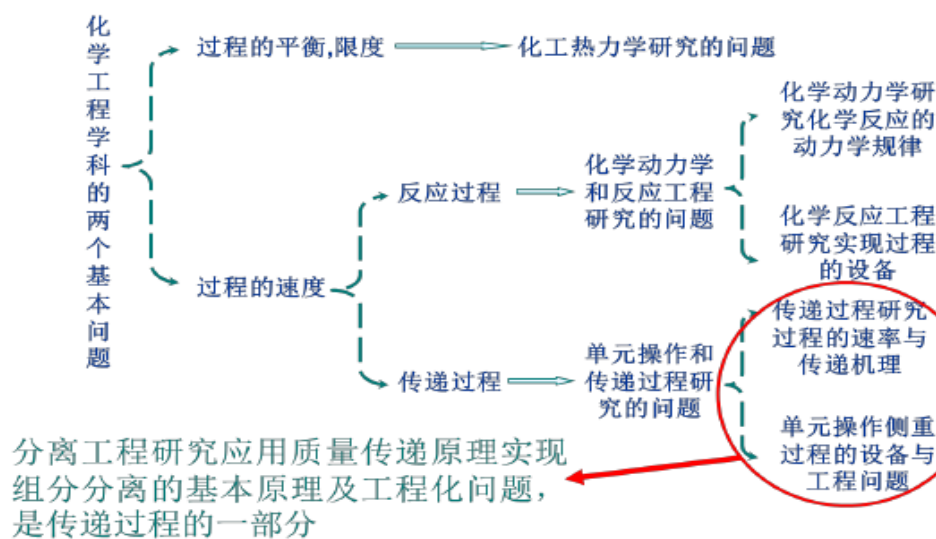 化学工程学科的两个基本问题
过程的平衡,限度
化工热力学研究的问题
过程的速度
反应过程
化学动力学
和反应工程
研究的问题
化学动力学研
究化学反应的
动力学规律
化学反应工程
研究实现过程
的设备
传递过程
单元操作和
传递过程研
究的问题
传递过程研究
过程的速率与
传递机理
单元操作侧重
过程的设备与
工程问题
分离工程研究应用质量传递原理实现
组分分离的基本原理及工程化问题，
是传递过程的一部分